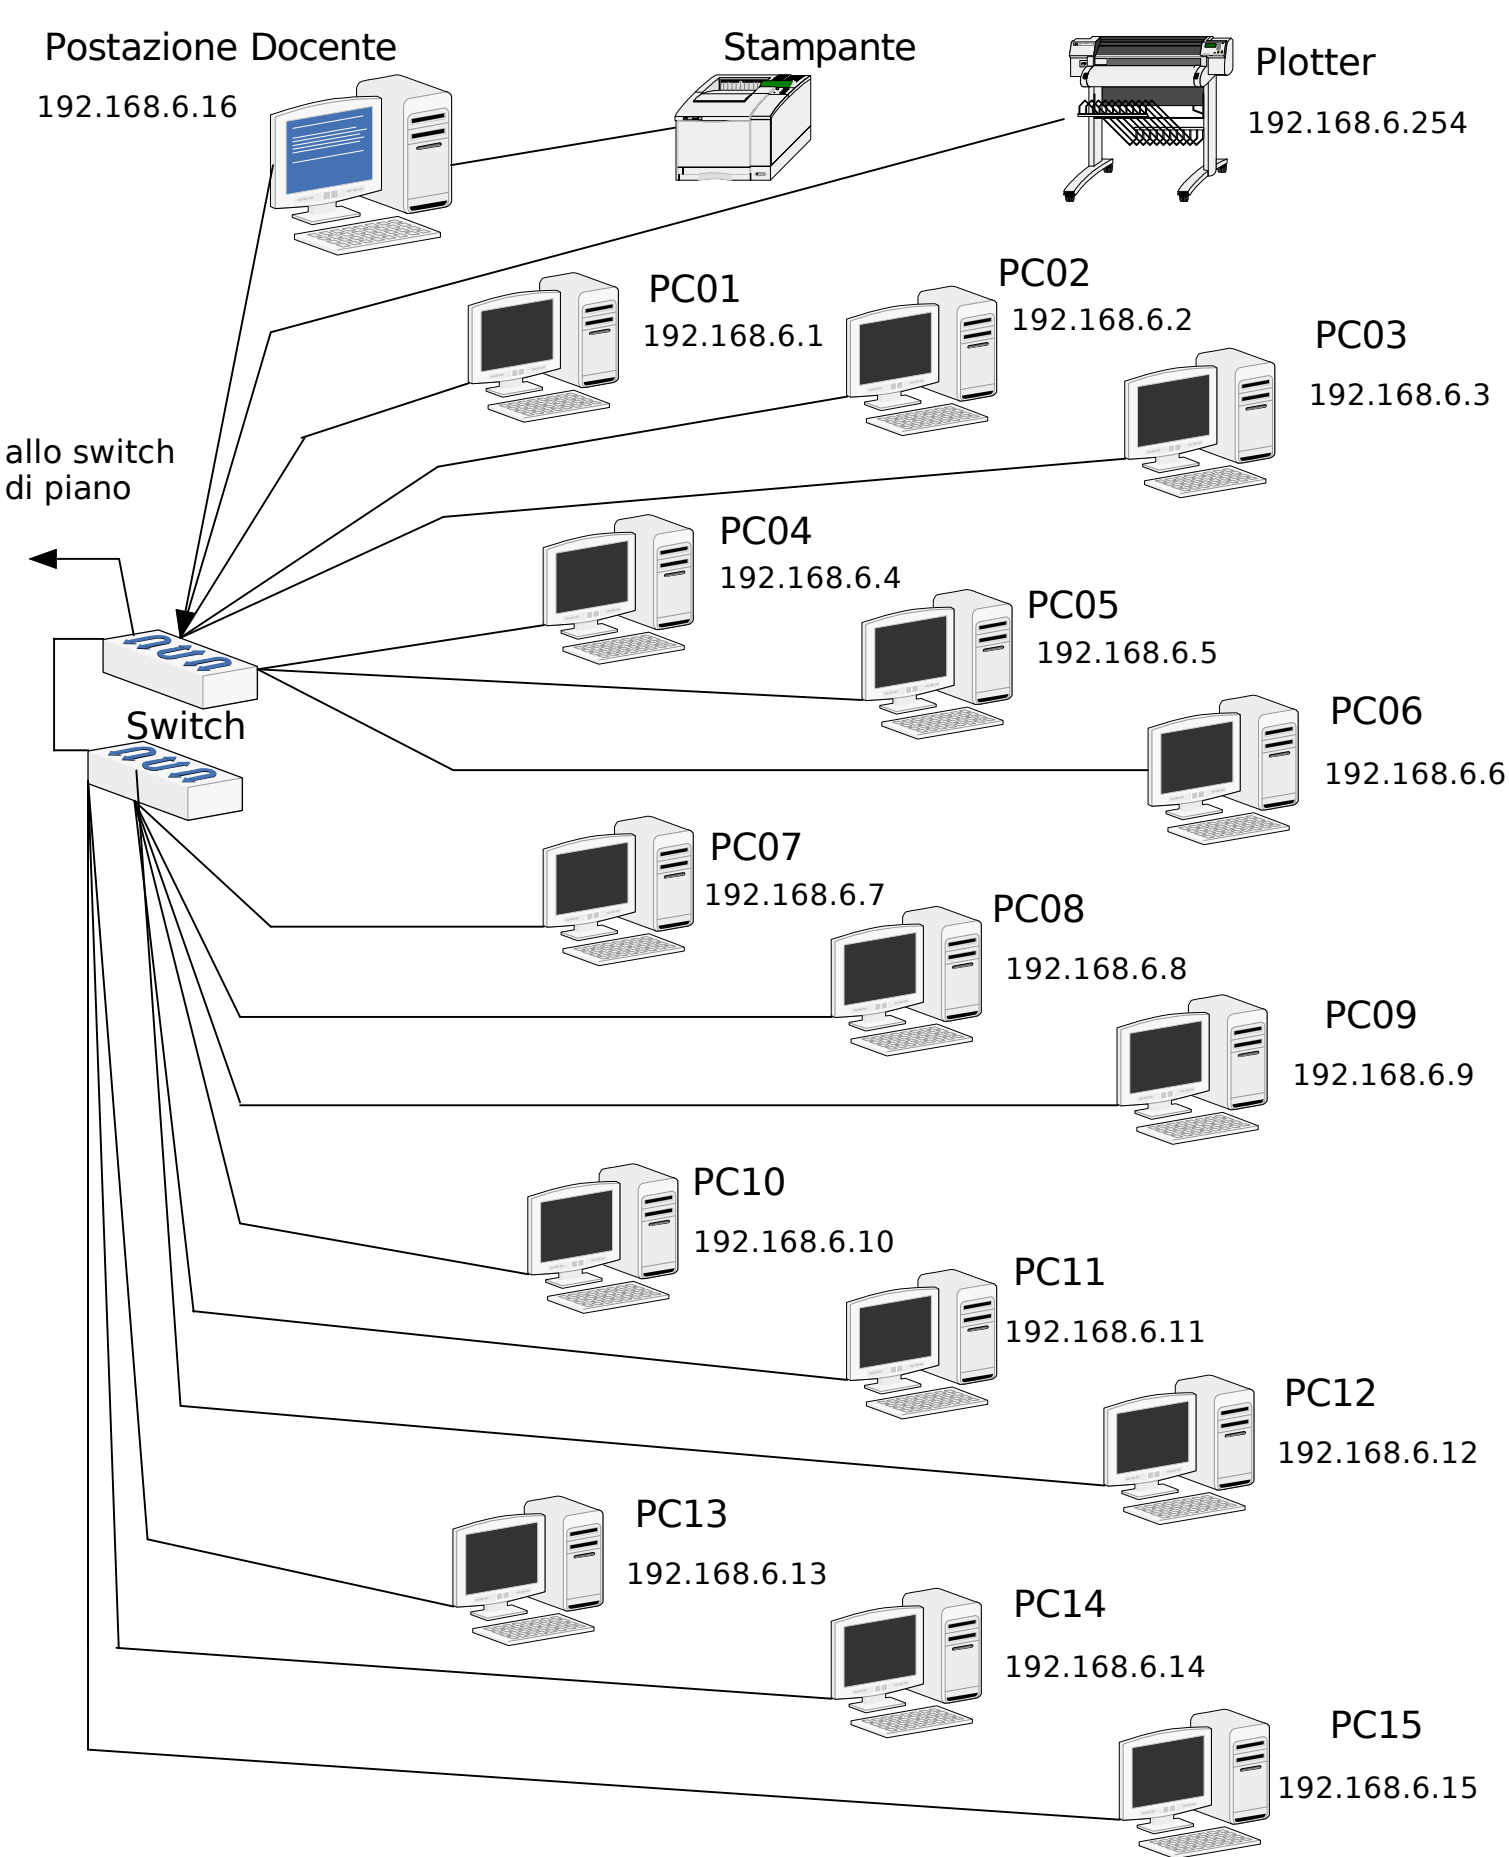 Postazione Docente
192.168.6.16
Stampante
Plotter
192.168.6.254
PC01
192.168.6.1
PC02
192.168.6.2
PC03
192.168.6.3
allo switch
di piano
PC04
192.168.6.4
PC05
192.168.6.5
PC06
192.168.6.6
Switch
PC07
192.168.6.7
PC08
192.168.6.8
PC09
192.168.6.9
PC10
192.168.6.10
PC11
192.168.6.11
PC12
192.168.6.12
PC13
192.168.6.13
PC14
192.168.6.14
PC15
192.168.6.15